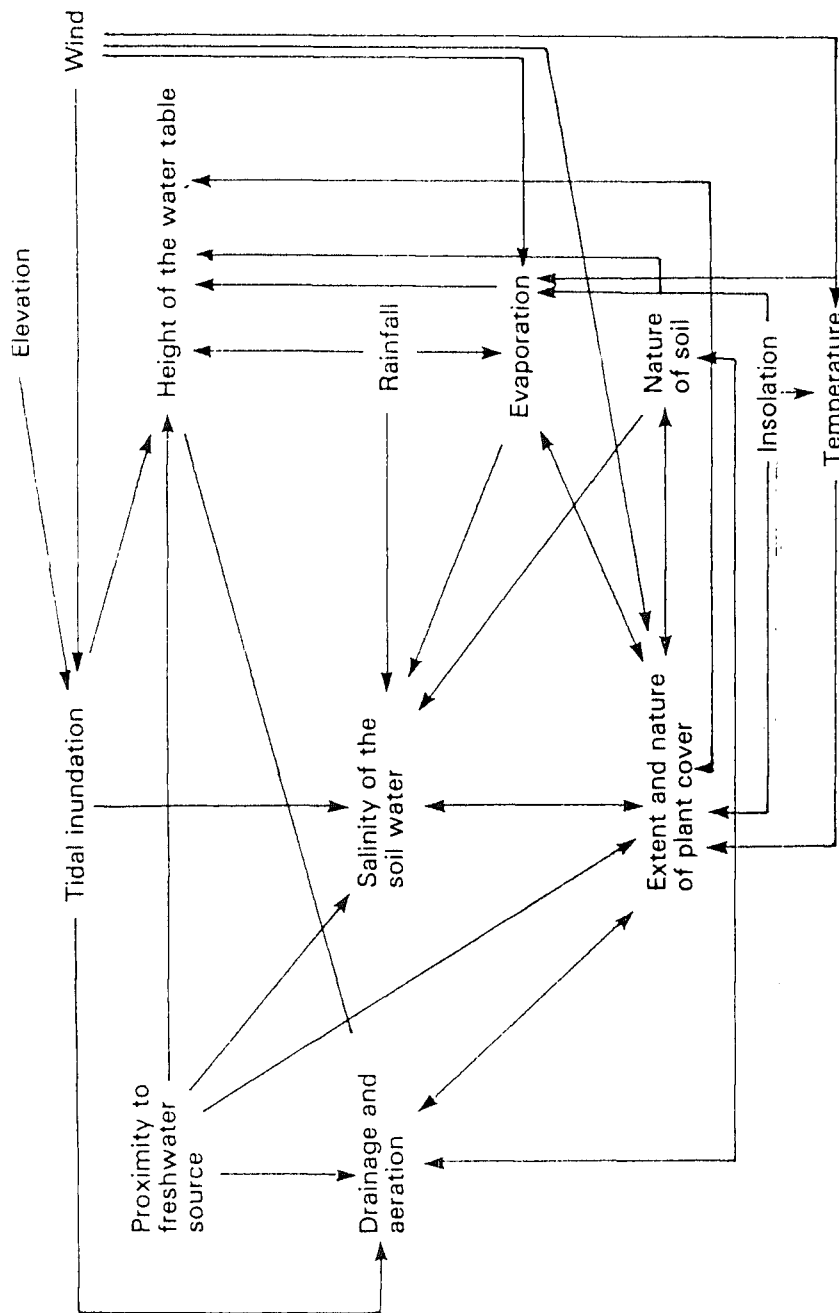 Tidal inundation
Elevation
Wind
Proximity to
freshwater
source
Height of the water table
Drainage and
aeration
Salinity of the
soil water
Rainfall
Evaporation
Extent and nature
of plant cover
Nature
of soil
Insolation
Temperature